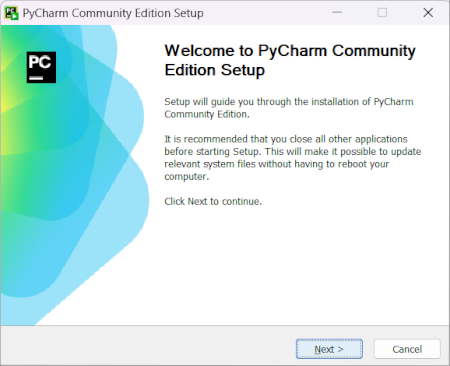 PyCharm Community Edition Setup
PC
Welcome to PyCharm Community
Edition Setup
Setup will guide you through the installation of PyCharm
Community Edition.
It is recommended that you close all other applications
before starting Setup. This will make it possible to update
relevant system files without having to reboot your
computer.
Click Next to continue.
Next >
Cancel